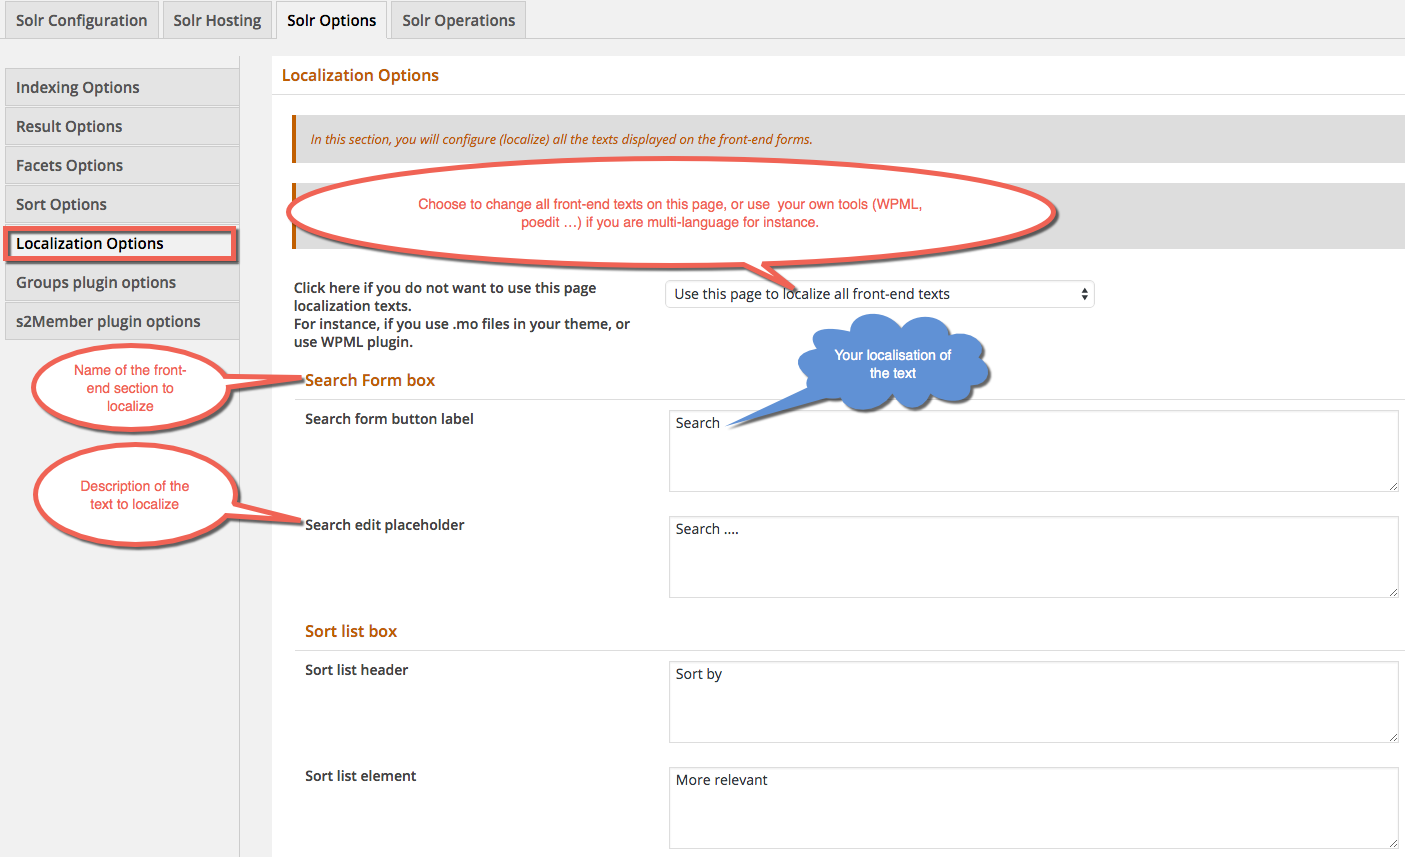 Solr Configuration
Solr Hosting
Solr Options
Solr Operations
Indexing Options
Result Options
Facets Options
Sort Options
Localization Options
Groups plugin options
s2Member plugin options
Localization Options
In this section, you will configure (localize) all the texts displayed on the front-end forms.
Choose to change all front-end texts on this page, or use your own tools (WPML,
poedit …) if you are multi-language for instance.
Click here if you do not want to use this page
localization texts.
For instance, if you use .mo files in your theme, or
use WPML plugin.
Use this page to localize all front-end texts
Your localisation of
the text
Name of the front-
end section to
localize
Search Form box
Search form button label
Search
Description of the
text to localize
Search edit placeholder
Search ....
Sort list box
Sort list header
Sort by
Sort list element
More relevant